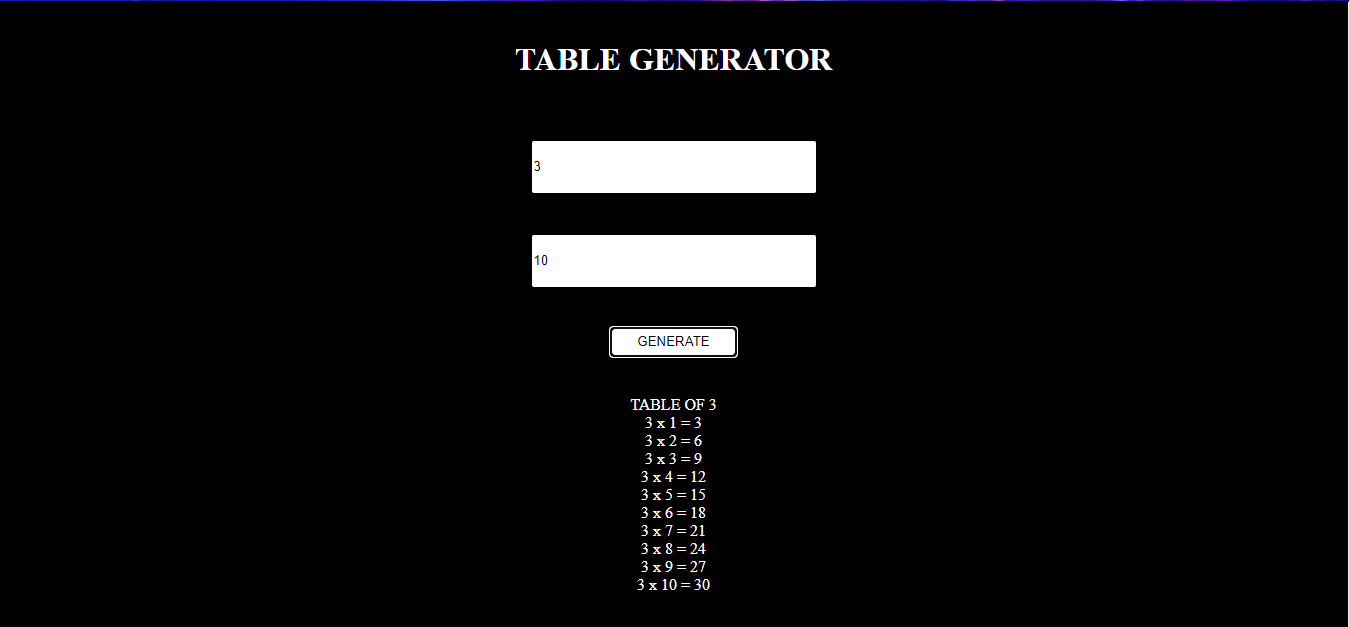 TABLE GENERATOR
3
10
GENERATE
TABLE OF 3
3 x 1 = 3
3 x 2 = 6
3 x 3 = 9
3 x 4 = 12
3 x 5 = 15
3 x 6 = 18
3 x 7 = 21
3 x 8 = 24
3 x 9 = 27
3 x 10 = 30